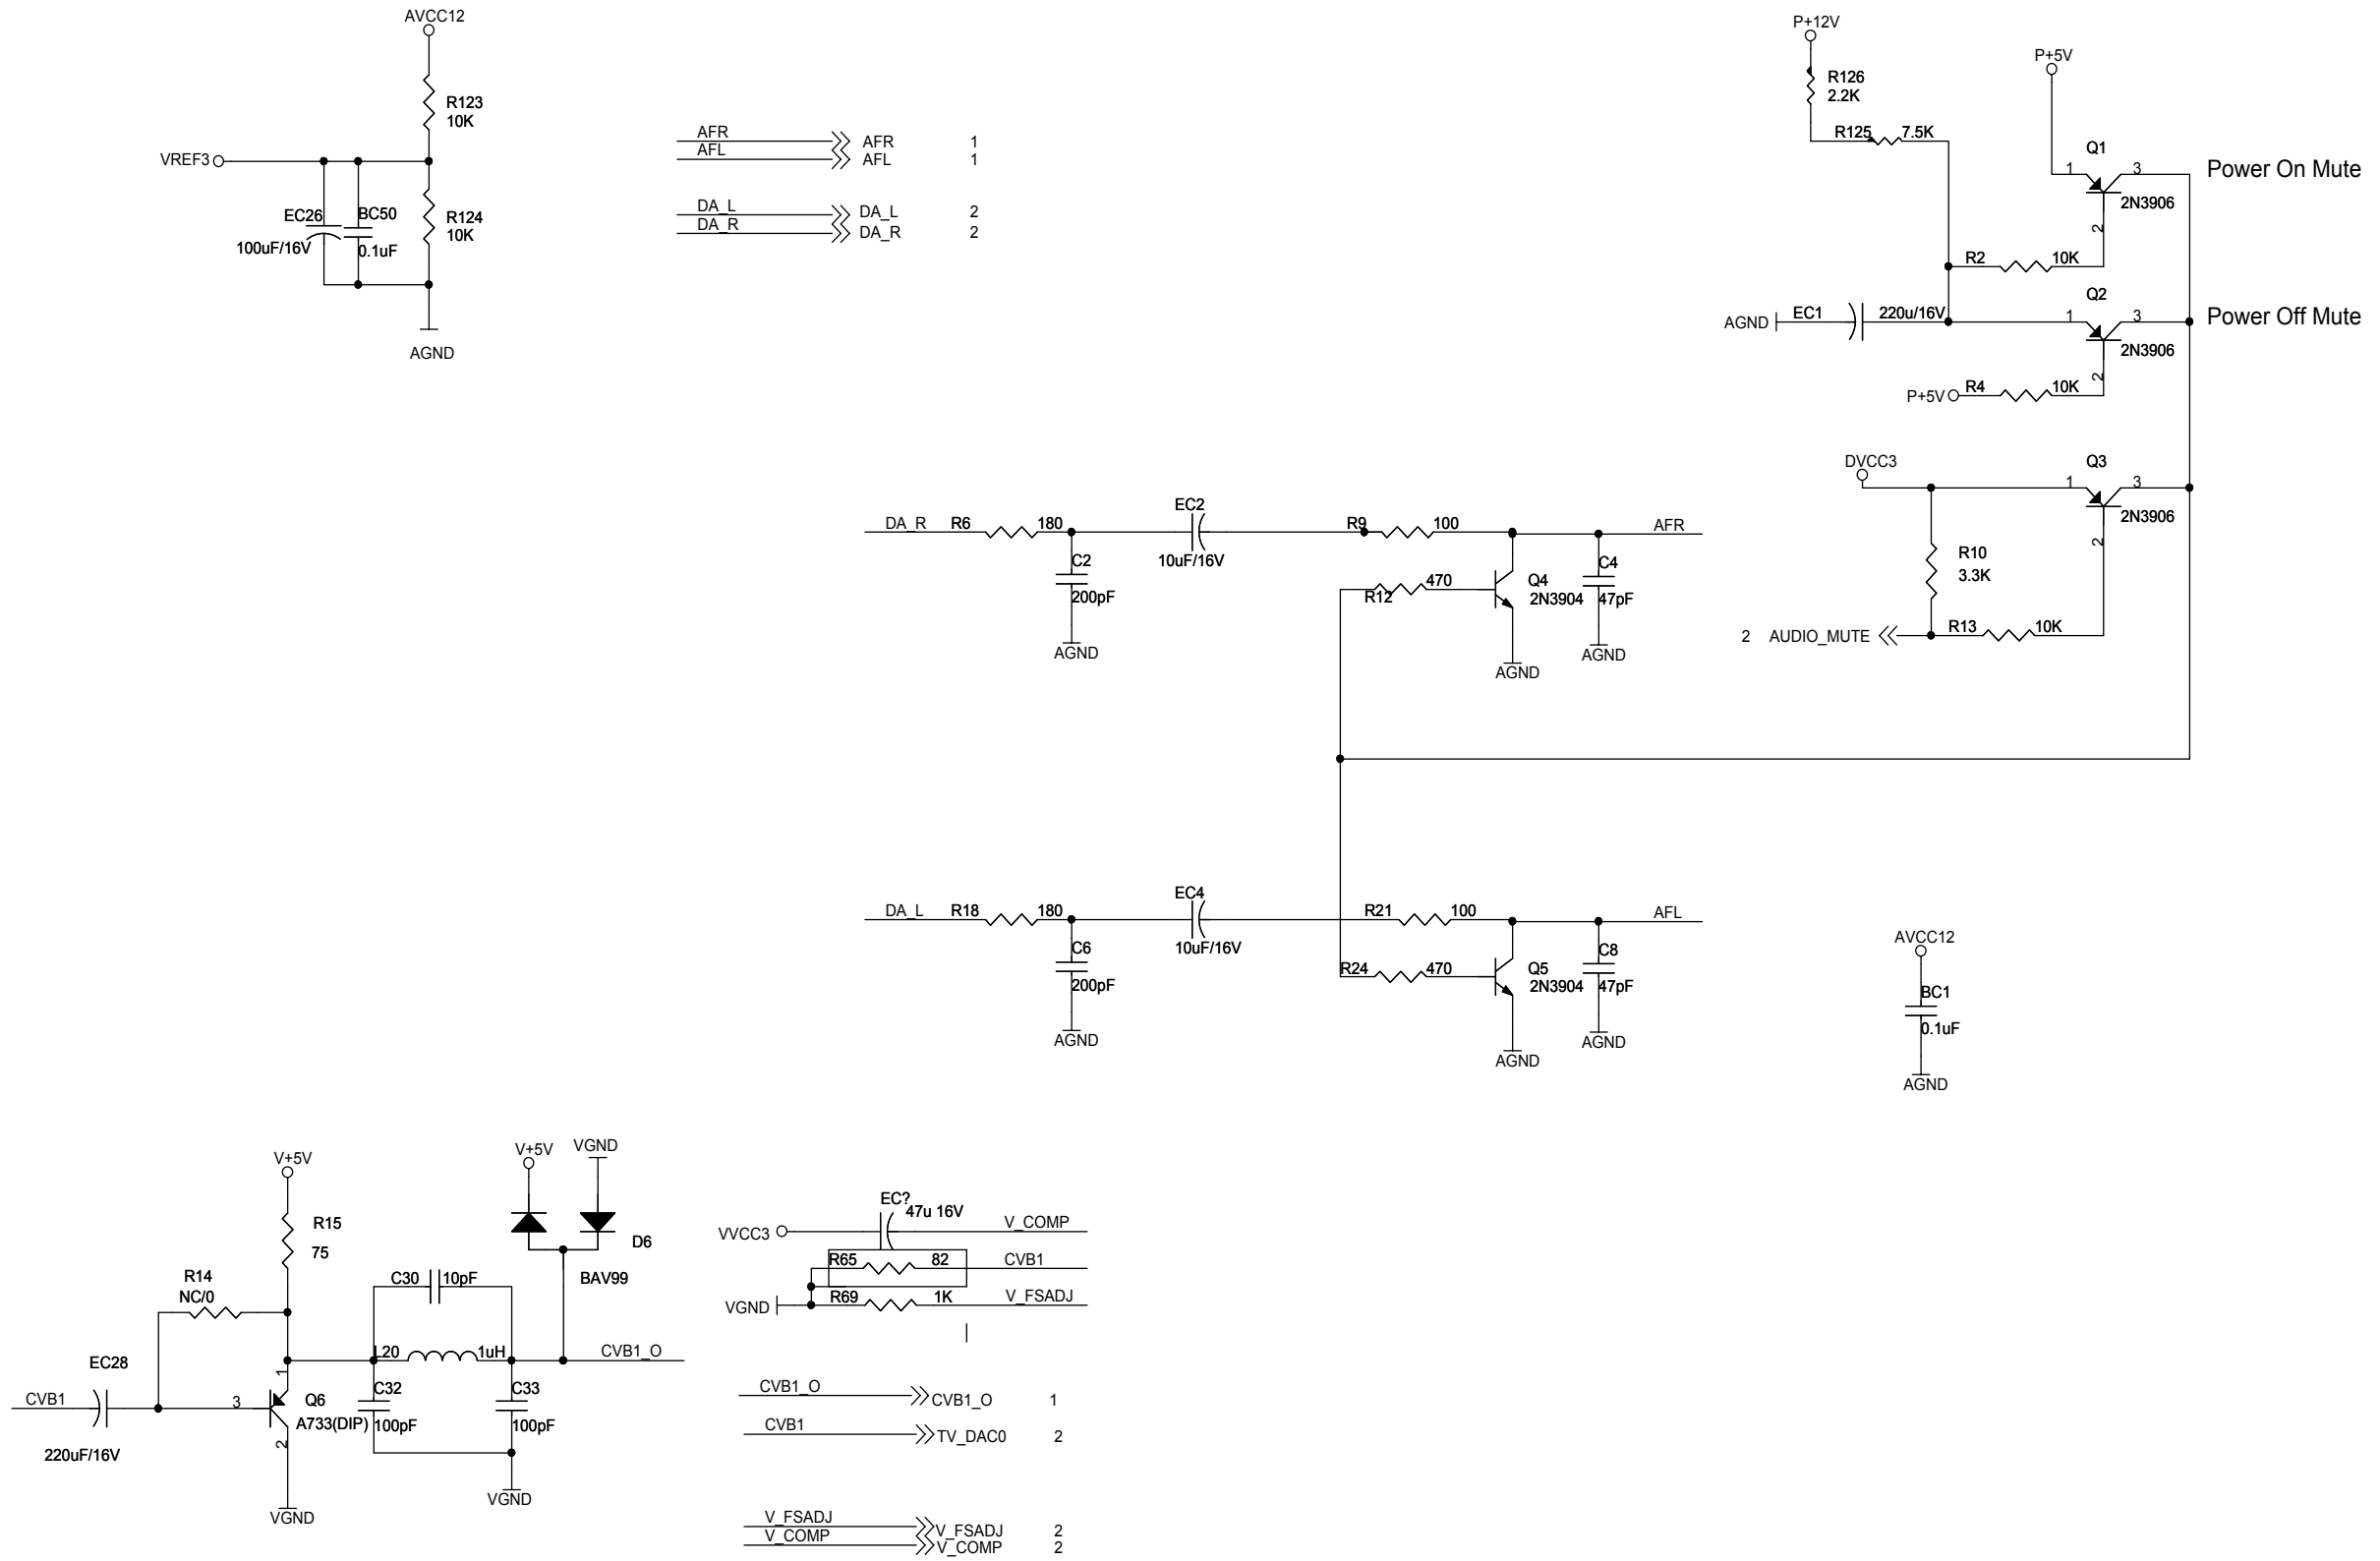 AVCC12
R123
10K
VREF3
EC26
BC50
100uF/16V
0.1uF
R124
10K
AGND
AFR
AFR
1
AFL
AFL
1
DA_L
DA_L
2
DA_R
DA_R
2
P+12V
R126
2.2K
R125
7.5K
P+5V
Q1
1
3
Power On Mute
2N3906
2
R2
10K
Q2
AGND
EC1
220u/16V
1
3
Power Off Mute
2N3906
2
P+5V
R4
10K
DVCC3
Q3
1
3
2N3906
2
R10
3.3K
2
AUDIO_MUTE
R13
10K
DA_R
R6
180
EC2
10uF/16V
C2
200pF
AGND
R9
100
AFR
R12
470
Q4
2N3904
C4
47pF
AGND
AGND
DA_L
R18
180
EC4
10uF/16V
C6
200pF
AGND
R21
100
AFL
R24
470
Q5
2N3904
C8
47pF
AGND
AGND
AVCC12
BC1
0.1uF
AGND
V+5V
R15
75
R14
NC/0
V+5V
VGND
D6
BAV99
C30
10pF
L20
1uH
CVB1_O
EC28
CVB1
220uF/16V
3
1
Q6
A733(DIP)
2
C32
100pF
C33
100pF
VGND
VGND
EC?
47u 16V
VVCC3
V_COMP
R65
82
CVB1
VGND
R69
1K
V_FSADJ
CVB1_O
CVB1_O
1
CVB1
TV_DAC0
2
V_FSADJ
V_FSADJ
2
V_COMP
V_COMP
2